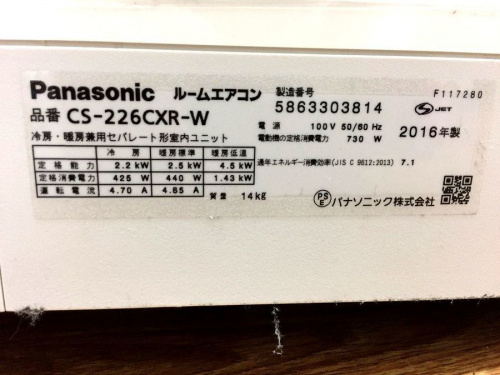 Panasonic ルームエアコン
品番 CS-226CXR-W
冷房・暖房兼用セパレート形室内ユニット
冷房 暖房標準 暖房低温
定格能力 2.2 kW 2.5 kW 4.5 kW
定格消費電力 425 W 440 W 1.43 kW
運転電流 4.70 A 4.85 A
質量 14kg
製造番号
5863303814
F117280
JET
電源 100V 50/60 Hz
電動機の定格消費電力 730 W
2016年製
通年エネルギー消費効率(JIS C 9612:2013) 7.1
PS
E
パナソニック株式会社